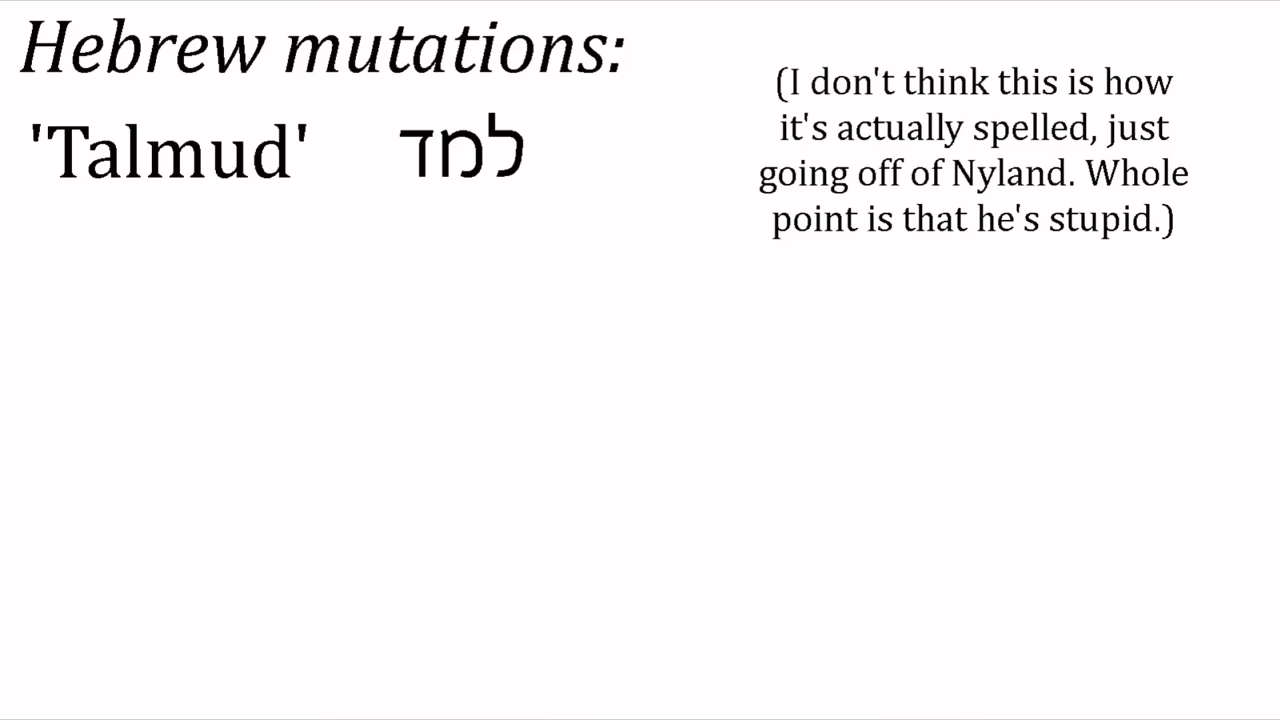 Hebrew mutations:
'Talmud' למד
(I don't think this is how
it's actually spelled, just
going off of Nyland. Whole
point is that he's stupid.)